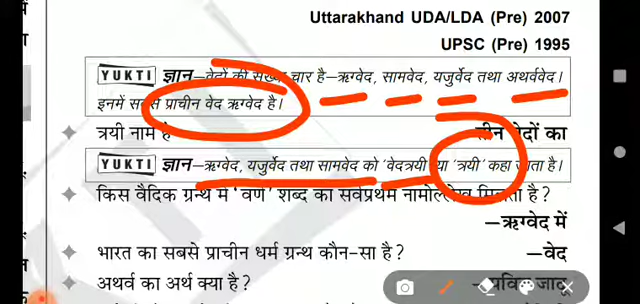 Uttarakhand UDA/LDA (Pre) 2007
UPSC (Pre) 1995
YUKTI ज्ञान–वेदों की संख्या चार है–ऋग्वेद, सामवेद, यजुर्वेद तथा अथर्ववेद।
इनमें सबसे प्राचीन वेद ऋग्वेद है।
त्रयी नाम है –तीन वेदों का
YUKTI ज्ञान–ऋग्वेद, यजुर्वेद तथा सामवेद को 'वेदत्रयी' या 'त्रयी' कहा जाता है।
किस वैदिक ग्रन्थ में 'वर्ण' शब्द का सर्वप्रथम नामोल्लेख मिलता है?
–ऋग्वेद में
भारत का सबसे प्राचीन धर्म ग्रन्थ कौन-सा है? –वेद
अथर्व का अर्थ क्या है? –पवित्र जादू